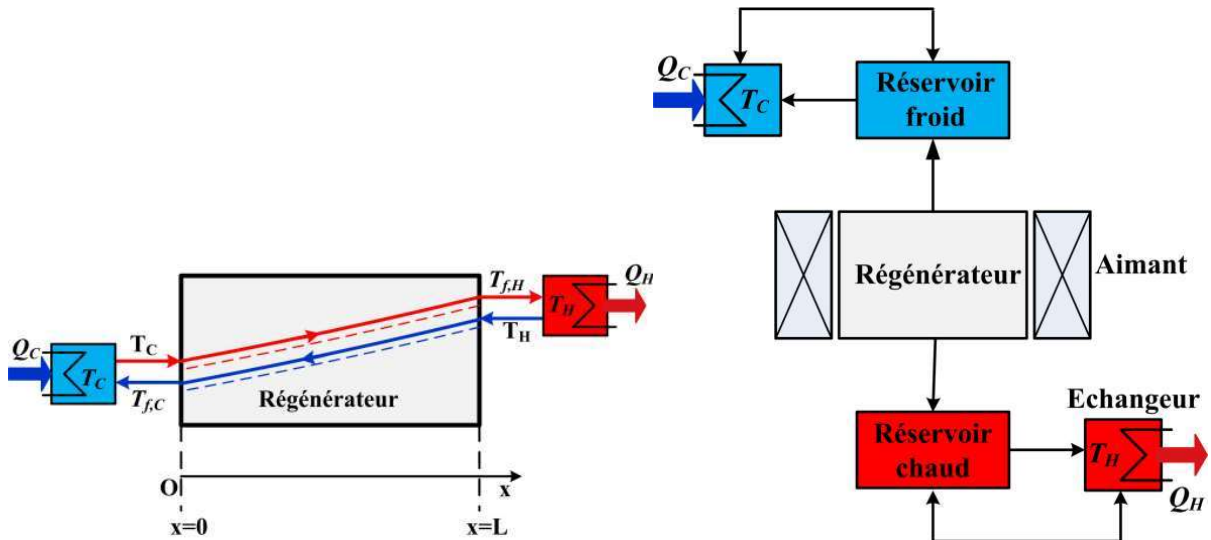 Q_C
T_C
T_C
T_{f,C}
Régénérateur
T_{f,H}
T_H
T_H
Q_H
O
x
x=0
x=L
Q_C
T_C
Réservoir
froid
Régénérateur
Aimant
Réservoir
chaud
Echangeur
T_H
Q_H